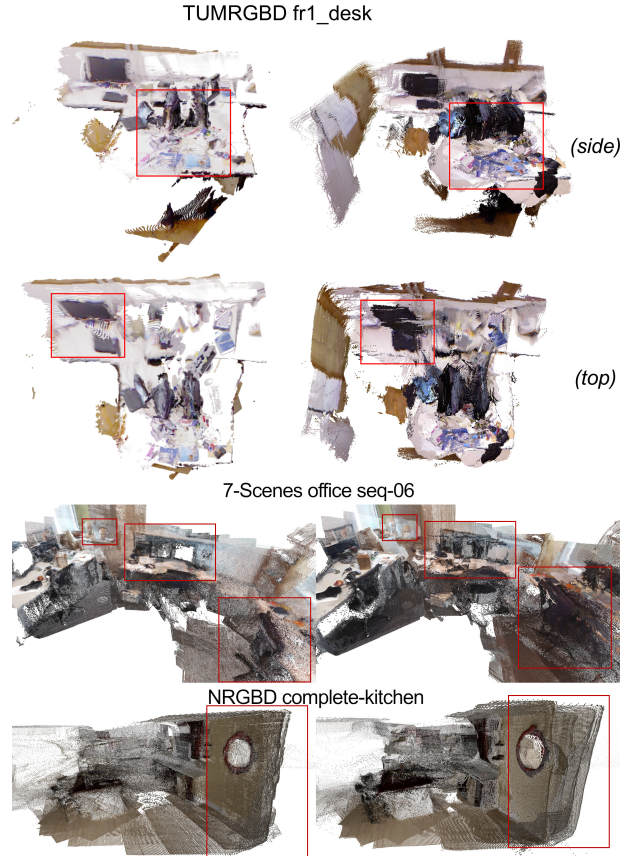 TUMRGBD fr1_desk
(side)
(top)
7-Scenes office seq-06
NRGBD complete-kitchen